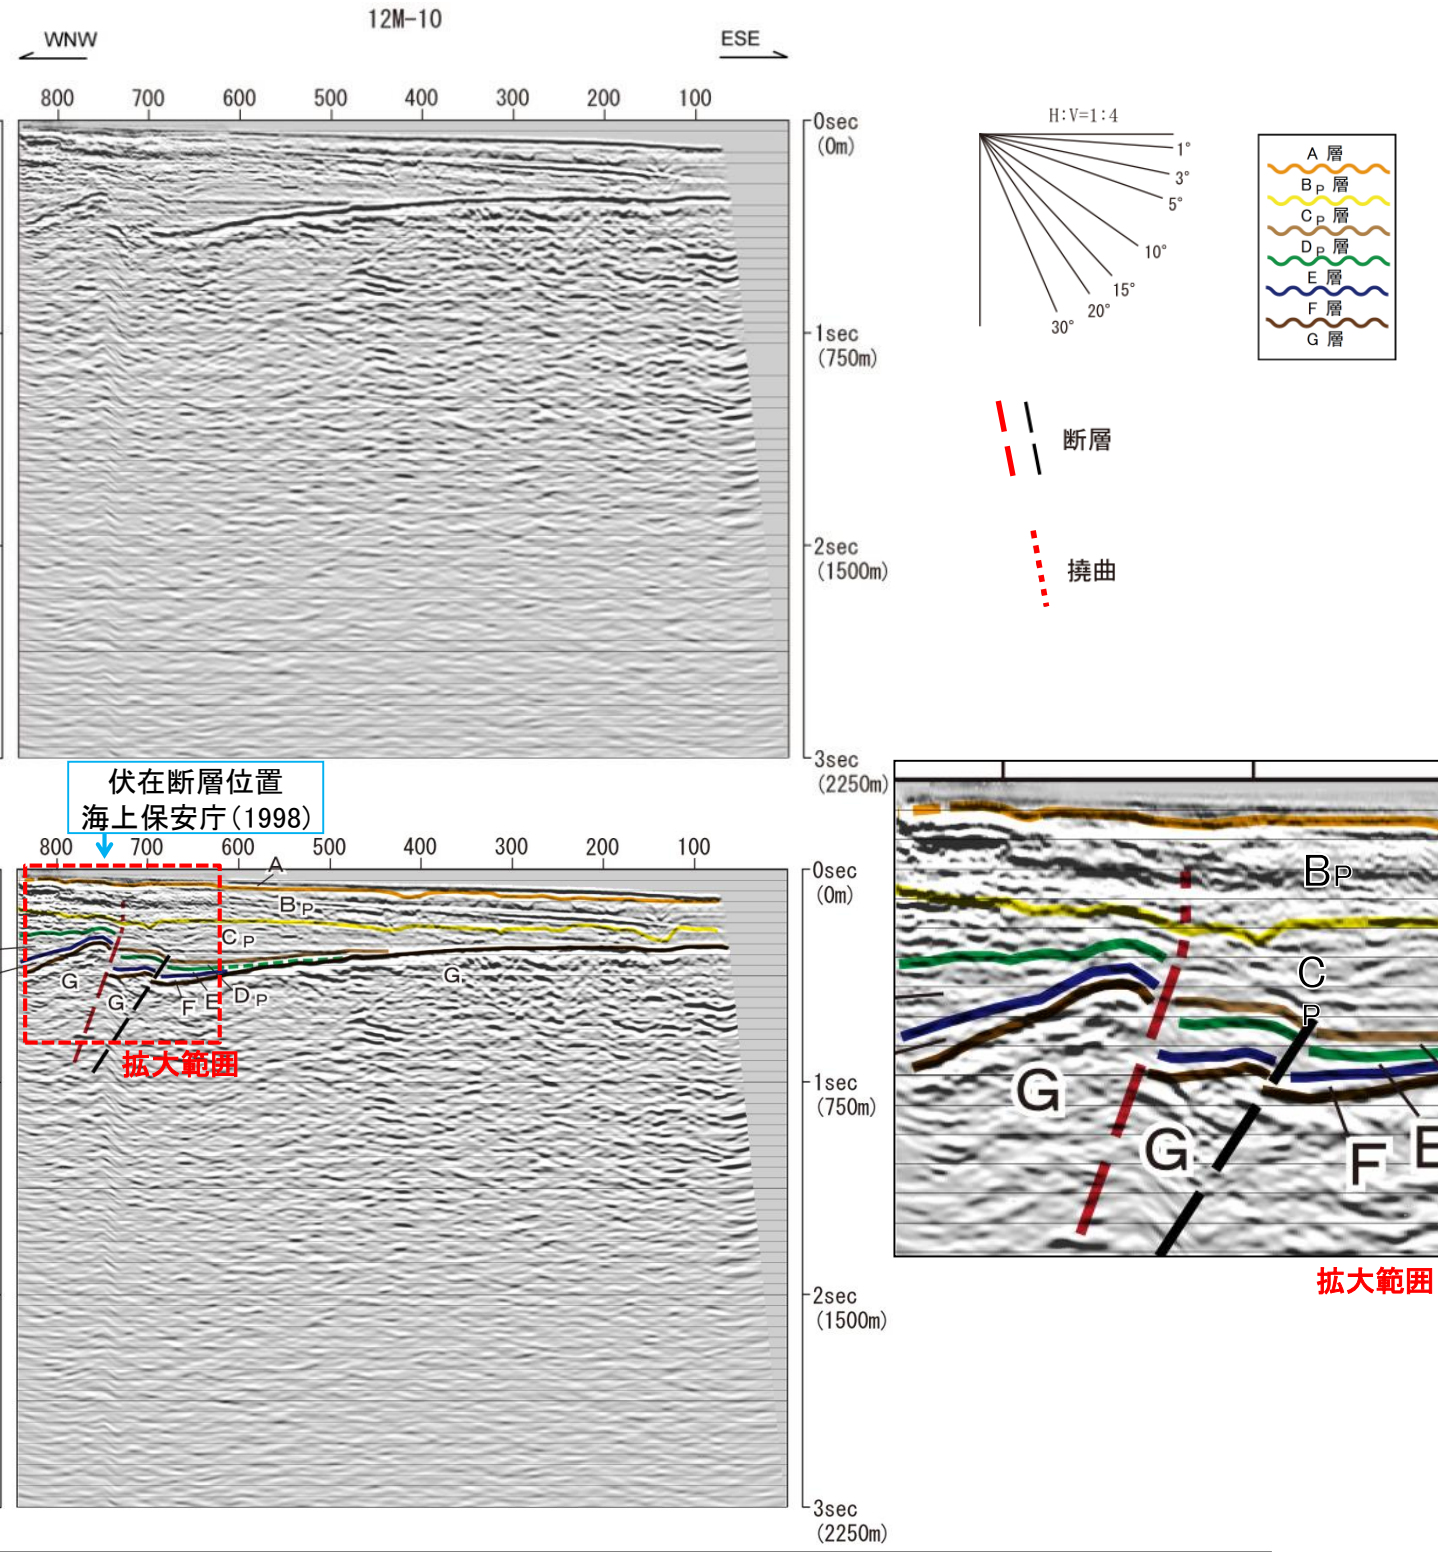 12M-10
WNW
ESE
800 700 600 500 400 300 200 100
0sec
(0m)
1sec
(750m)
2sec
(1500m)
3sec
(2250m)
H:V=1:4
1°
3°
5°
10°
15°
20°
30°
A 層
BP 層
CP 層
DP 層
E 層
F 層
G 層
断層
撓曲
伏在断層位置
海上保安庁(1998)
800 700 600 500 400 300 200 100
0sec
(0m)
A
BP
CP
G
G
G
F E DP
拡大範囲
1sec
(750m)
2sec
(1500m)
3sec
(2250m)
BP
CP
G
G
F E
拡大範囲